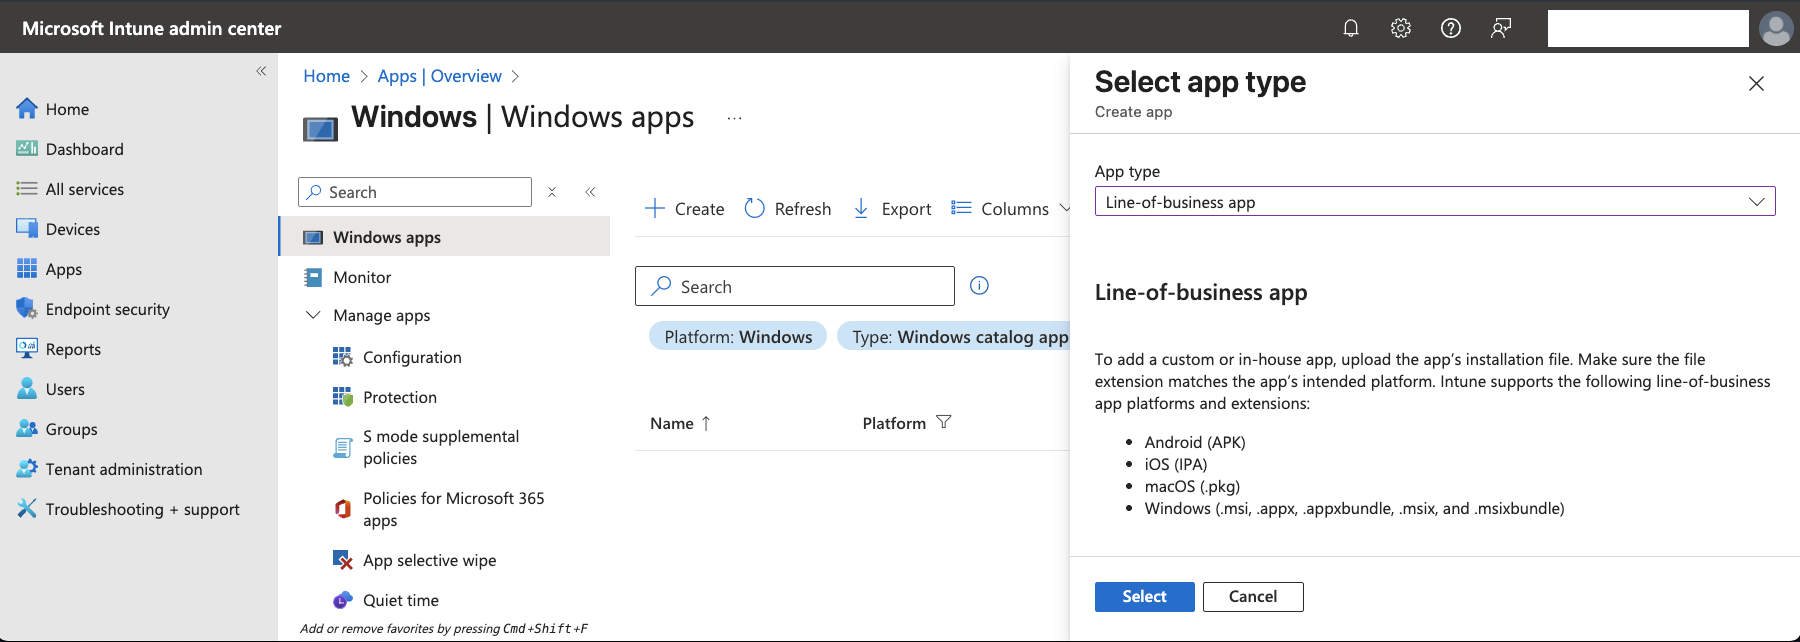 Microsoft Intune admin center
Home
Dashboard
All services
Devices
Apps
Endpoint security
Reports
Users
Groups
Tenant administration
Troubleshooting + support
Home > Apps | Overview >
Windows | Windows apps ...
Search
Windows apps
Monitor
Manage apps
Configuration
Protection
S mode supplemental
policies
Policies for Microsoft 365
apps
App selective wipe
Quiet time
Add or remove favorites by pressing Cmd+Shift+F
Create Refresh Export Columns
Search
Platform: Windows Type: Windows catalog app
Name ↑ Platform
Select app type
Create app
App type
Line-of-business app
Line-of-business app
To add a custom or in-house app, upload the app’s installation file. Make sure the file
extension matches the app’s intended platform. Intune supports the following line-of-business
app platforms and extensions:
• Android (APK)
• iOS (IPA)
• macOS (.pkg)
• Windows (.msi, .appx, .appxbundle, .msix, and .msixbundle)
Select Cancel